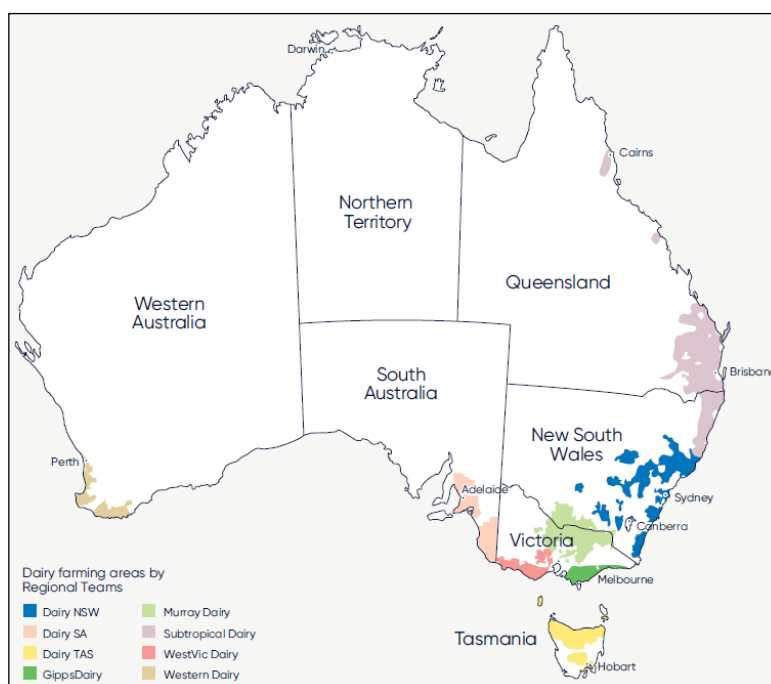 Darwin
Cairns
Northern
Territory
Queensland
Western
Australia
South
Australia
Brisbane
New South
Wales
Perth
Adelaide
Sydney
Canberra
Victoria
Melbourne
Dairy farming areas by
Regional Teams
Dairy NSW
Murray Dairy
Dairy SA
Subtropical Dairy
Dairy TAS
WestVic Dairy
GippsDairy
Western Dairy
Tasmania
Hobart